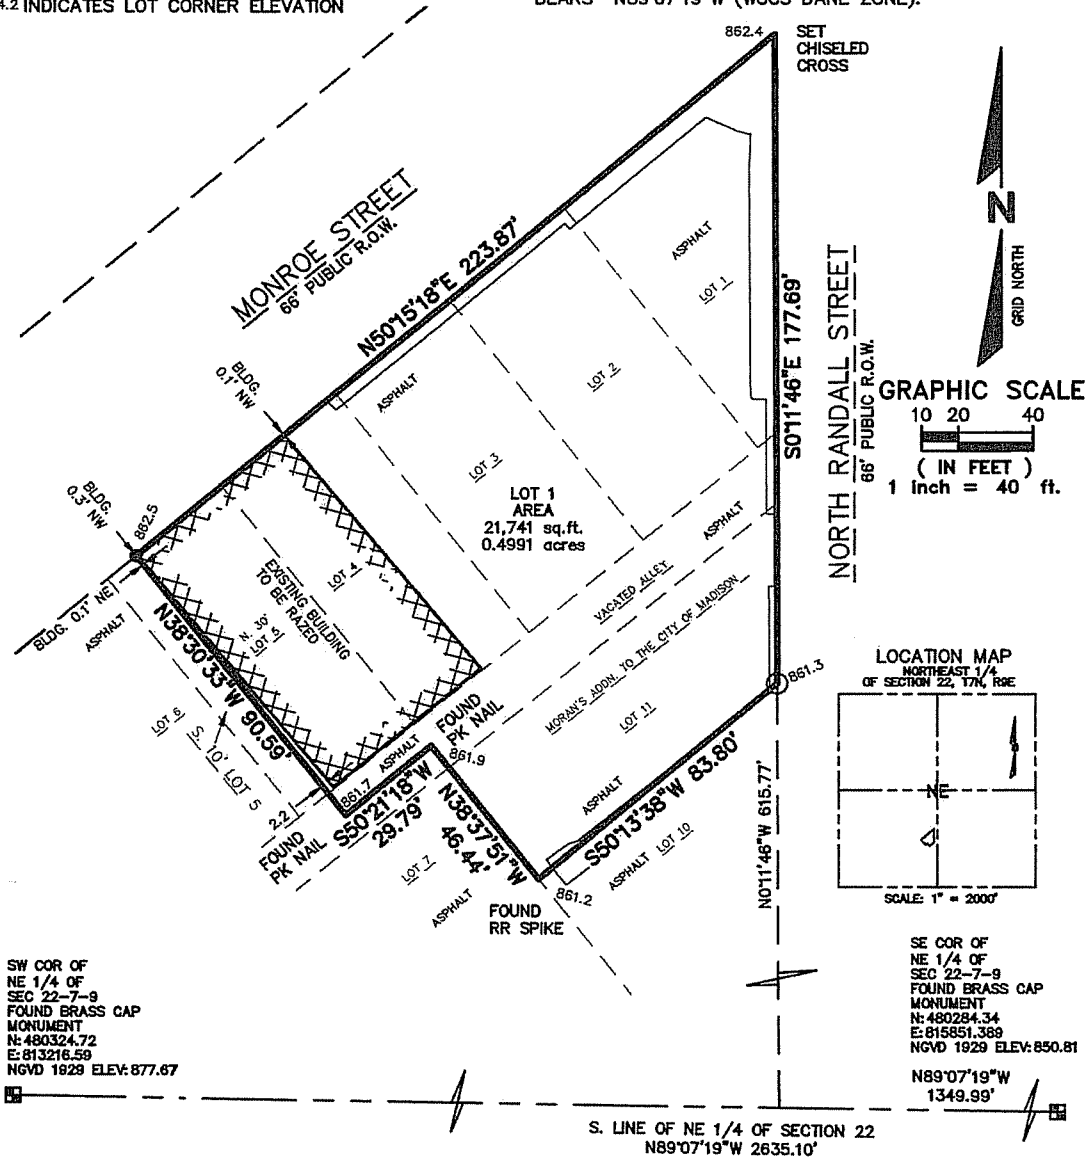 4.2 INDICATES LOT CORNER ELEVATION
862.4
SET
CHISELED
CROSS
MONROE STREET
66' PUBLIC R.O.W.
N50°15'18"E 223.87'
ASPHALT
LOT 1
N
GRID NORTH
NORTH RANDALL STREET
66' PUBLIC R.O.W.
S0°11'46"E 177.69'
GRAPHIC SCALE
10 20 40
( IN FEET )
1 inch = 40 ft.
BLDG.
0.1' NW
ASPHALT
LOT 2
LOT 3
BLDG.
0.3' NW
862.5
LOT 1
AREA
21,741 sq.ft.
0.4991 acres
ASPHALT
EXISTING BUILDING
TO BE RAZED
LOT 4
N. 30'
LOT 5
VACATED ALLEY
MORAN'S ADDN. TO THE CITY OF MADISON
LOT 11
BLDG. 0.1' NE
ASPHALT
N38°30'33"W 90.59'
LOT 6
S. 10' LOT 5
2.2'
FOUND
PK NAIL
861.7
ASPHALT
FOUND
PK NAIL
861.9
S50°21'18"W
29.79'
N38°37'51"W
46.44'
LOT 7
ASPHALT
861.3
ASPHALT
S50°13'38"W 83.80'
ASPHALT LOT 10
861.2
FOUND
RR SPIKE
N0°11'46"W 615.77'
LOCATION MAP
NORTHEAST 1/4
OF SECTION 22, T7N, R9E
NE
SCALE: 1" = 2000'
SW COR OF
NE 1/4 OF
SEC 22-7-9
FOUND BRASS CAP
MONUMENT
N: 480324.72
E: 813216.59
NGVD 1929 ELEV: 877.67
SE COR OF
NE 1/4 OF
SEC 22-7-9
FOUND BRASS CAP
MONUMENT
N: 480284.34
E: 815851.389
NGVD 1929 ELEV: 850.81
N89°07'19"W
1349.99'
S. LINE OF NE 1/4 OF SECTION 22
N89°07'19"W 2635.10'